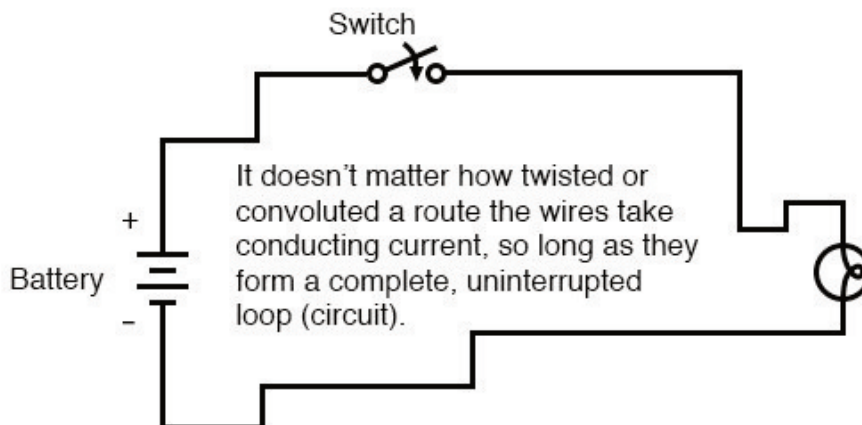 Switch
It doesn’t matter how twisted or
convoluted a route the wires take
+
conducting current, so long as they
Battery
form a complete, uninterrupted
−
loop (circuit).